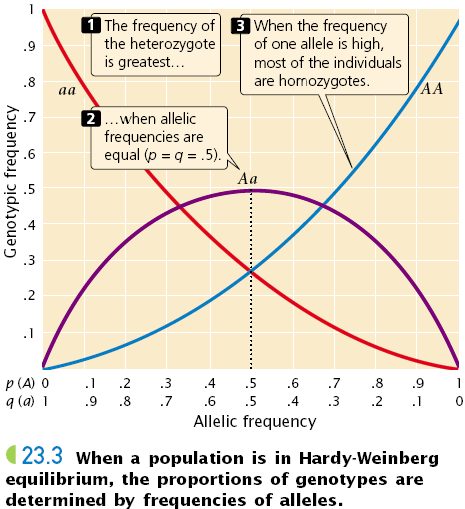 1
.9
.8
.7
.6
.5
.4
.3
.2
.1
Genotypic frequency
1 The frequency of
the heterozygote
is greatest…
2 …when allelic
frequencies are
equal (p = q = .5).
3 When the frequency
of one allele is high,
most of the individuals
are homozygotes.
aa
Aa
AA
p (A) 0 .1 .2 .3 .4 .5 .6 .7 .8 .9 1
q (a) 1 .9 .8 .7 .6 .5 .4 .3 .2 .1 0
Allelic frequency
23.3 When a population is in Hardy-Weinberg
equilibrium, the proportions of genotypes are
determined by frequencies of alleles.